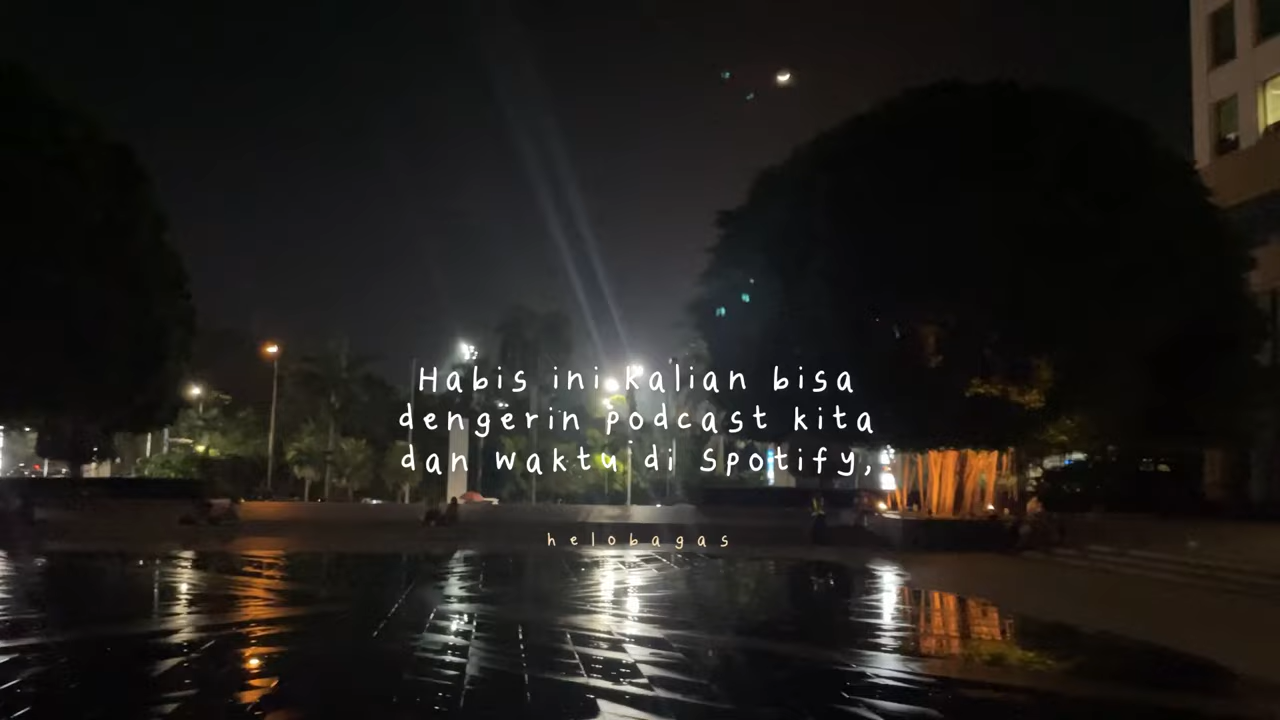 Habis ini kalian bisa
dengerin podcast kita
dan waktu di Spotify,
helobagas